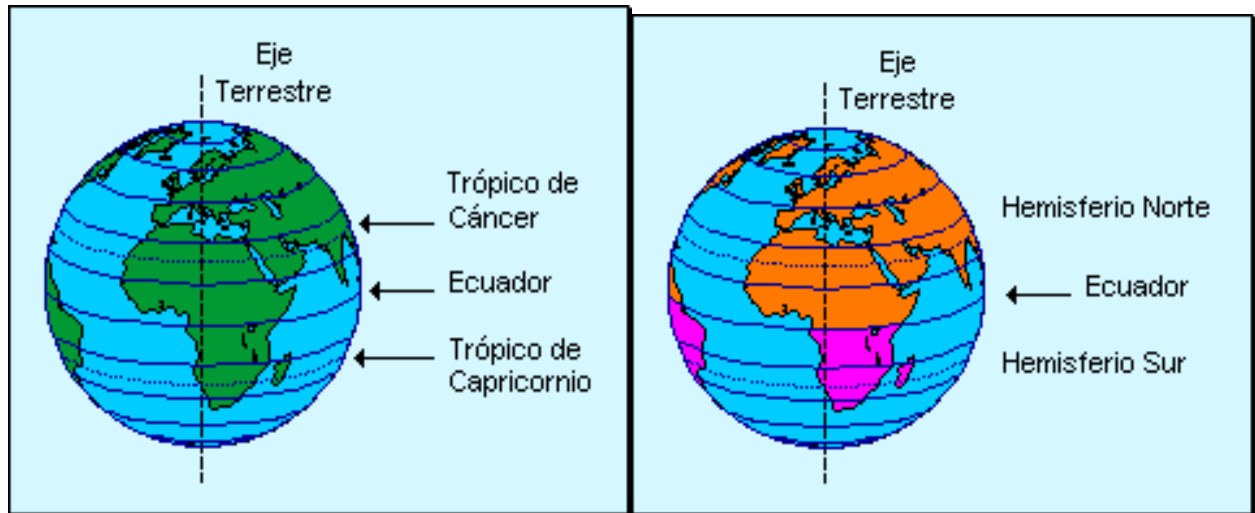 Eje
Terrestre
Trópico de
Cáncer
Ecuador
Trópico de
Capricornio
Eje
Terrestre
Hemisferio Norte
Ecuador
Hemisferio Sur